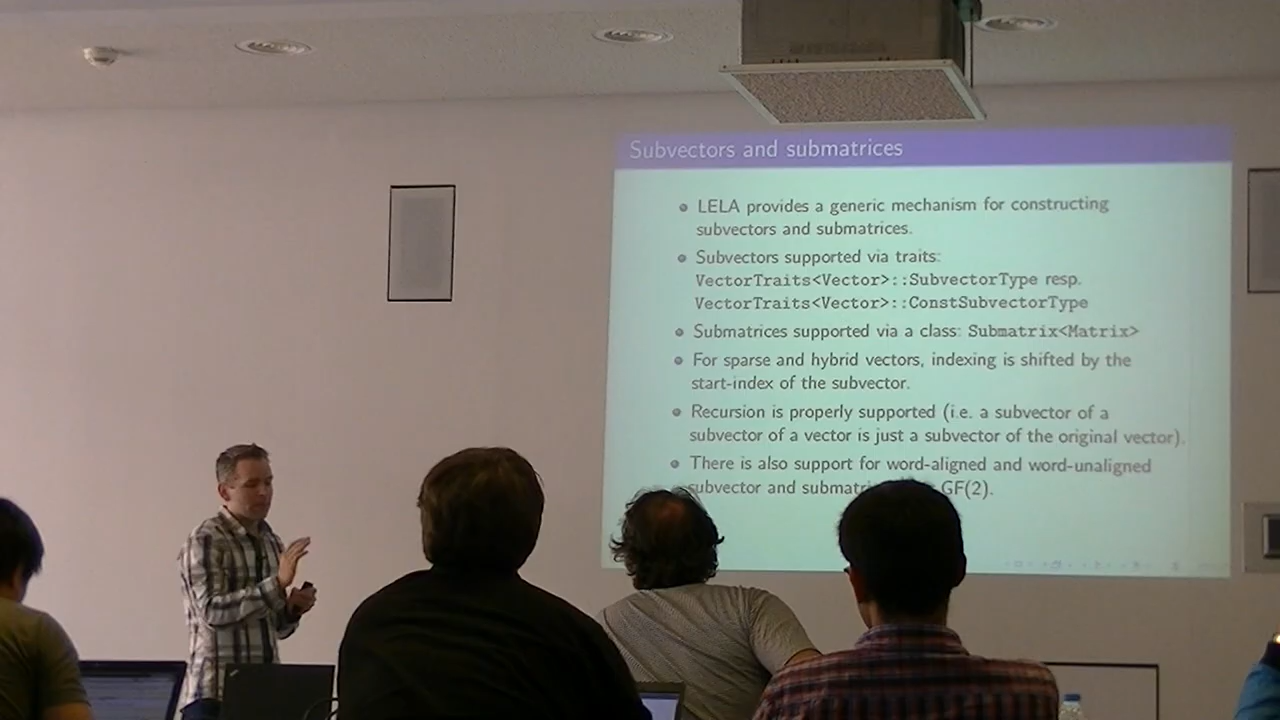 Subvectors and submatrices
LELA provides a generic mechanism for constructing
subvectors and submatrices.
Subvectors supported via traits:
VectorTraits<Vector>::SubvectorType resp.
VectorTraits<Vector>::ConstSubvectorType
Submatrices supported via a class: Submatrix<Matrix>
For sparse and hybrid vectors, indexing is shifted by the
start-index of the subvector.
Recursion is properly supported (i.e. a subvector of a
subvector of a vector is just a subvector of the original vector).
There is also support for word-aligned and word-unaligned
subvector and GF(2).